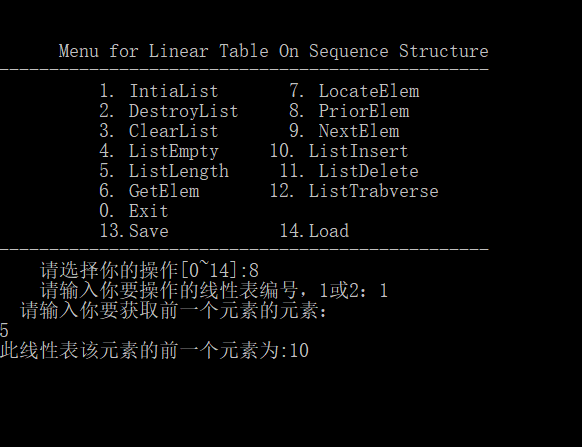 Menu for Linear Table On Sequence Structure
-------------------------------------------------
1. IntiaList 7. LocateElem
2. DestroyList 8. PriorElem
3. ClearList 9. NextElem
4. ListEmpty 10. ListInsert
5. ListLength 11. ListDelete
6. GetElem 12. ListTrabverse
0. Exit
13.Save 14.Load
-------------------------------------------------
请选择你的操作[0~14]:8
请输入你要操作的线性表编号，1或2：1
请输入你要获取前一个元素的元素：
5
此线性表该元素的前一个元素为:10